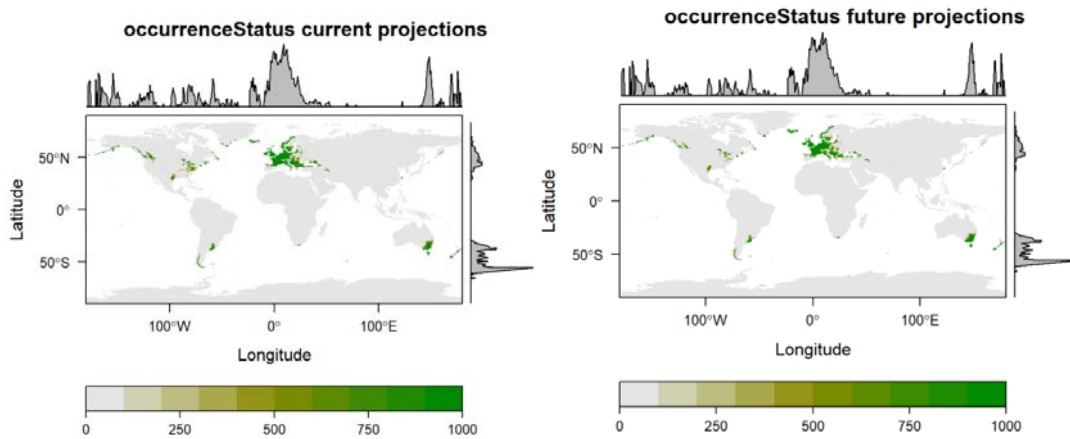 occurrenceStatus current projections
Latitude
50°N
0°
50°S
100°W 0° 100°E
Longitude
0 250 500 750 1000
occurrenceStatus future projections
Latitude
50°N
0°
50°S
100°W 0° 100°E
Longitude
0 250 500 750 1000